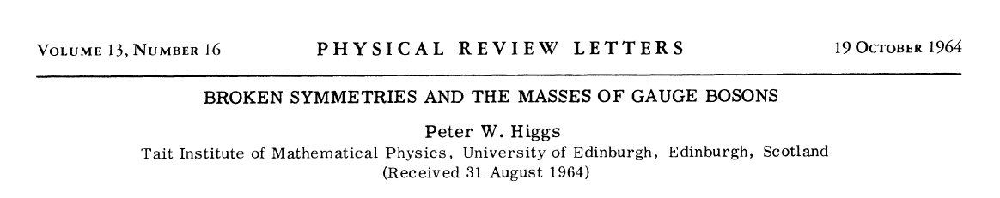 VOLUME 13, NUMBER 16 PHYSICAL REVIEW LETTERS 19 OCTOBER 1964
BROKEN SYMMETRIES AND THE MASSES OF GAUGE BOSONS
Peter W. Higgs
Tait Institute of Mathematical Physics, University of Edinburgh, Edinburgh, Scotland
(Received 31 August 1964)